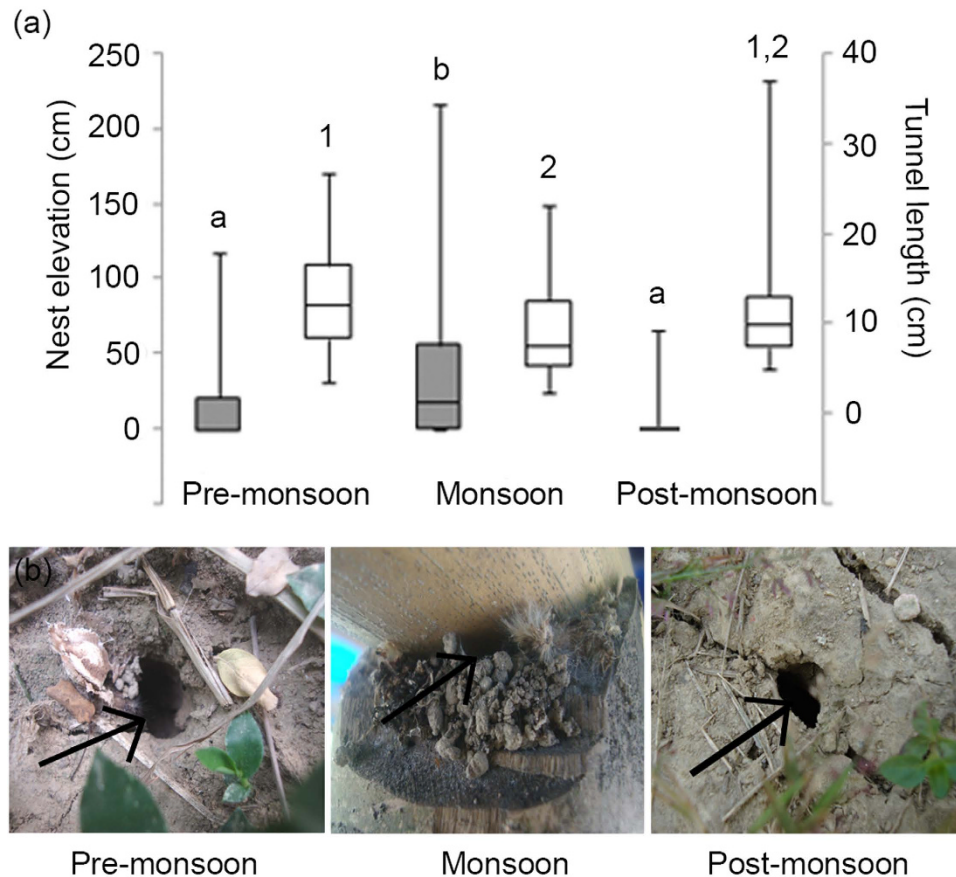 (a)
Nest elevation (cm)
250
200
150
100
50
0
a
1
b
2
a
1,2
40
30
20
10
0
Tunnel length (cm)
Pre-monsoon
Monsoon
Post-monsoon
(b)
Pre-monsoon
Monsoon
Post-monsoon